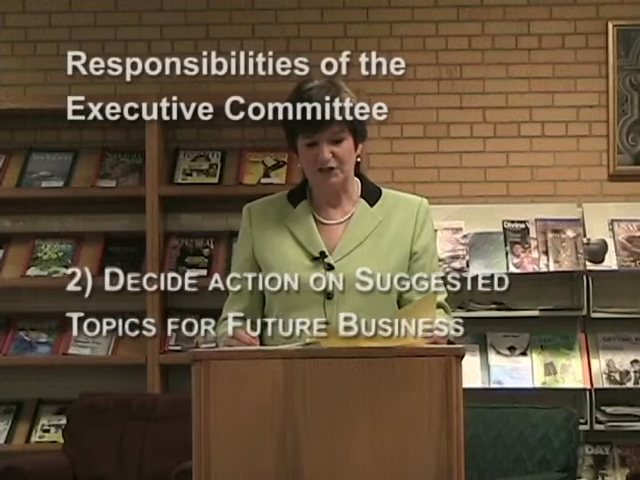 Responsibilities of the
Executive Committee
2) Decide action on Suggested
Topics for Future Business